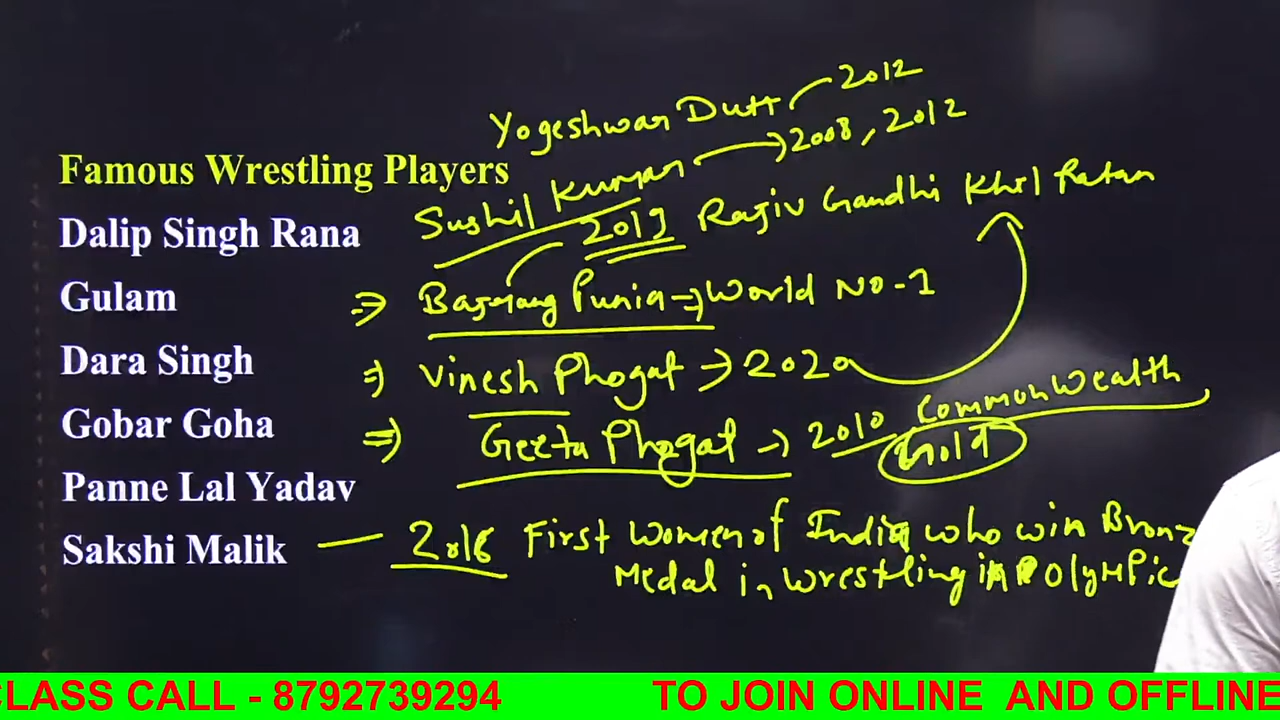 Yogeshwar Dutt 2012
Famous Wrestling Players
Sushil Kumar → 2008, 2012
Dalip Singh Rana
2019 Rajiv Gandhi Khel Ratan
Gulam
⇒ Bajrang Punia → World No-1
Dara Singh
⇒ Vinesh Phogat → 2020
Gobar Goha
⇒ Geeta Phogat → 2010 CommonWealth
Gold
Panne Lal Yadav
Sakshi Malik — 2016 First Women of India who win Bronz
Medal in Wrestling in Olympic
CLASS CALL - 8792739294 TO JOIN ONLINE AND OFFLINE